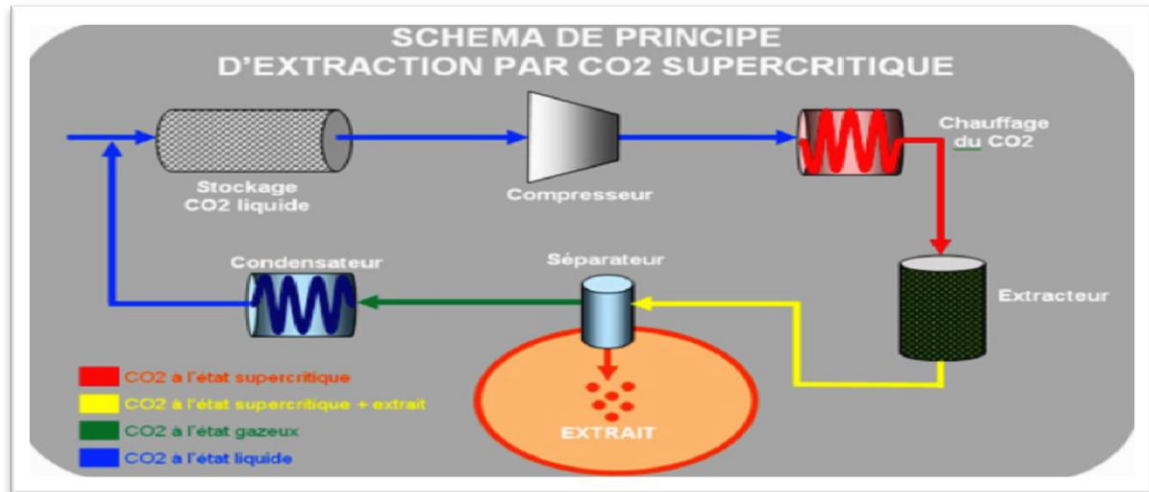 SCHEMA DE PRINCIPE
D'EXTRACTION PAR CO2 SUPERCRITIQUE
Chauffage
du CO2
Stockage
CO2 liquide
Compresseur
Condensateur
Séparateur
Extracteur
CO2 à l'état supercritique
CO2 à l'état supercritique + extrait
CO2 à l'état gazeux
CO2 à l'état liquide
EXTRAIT